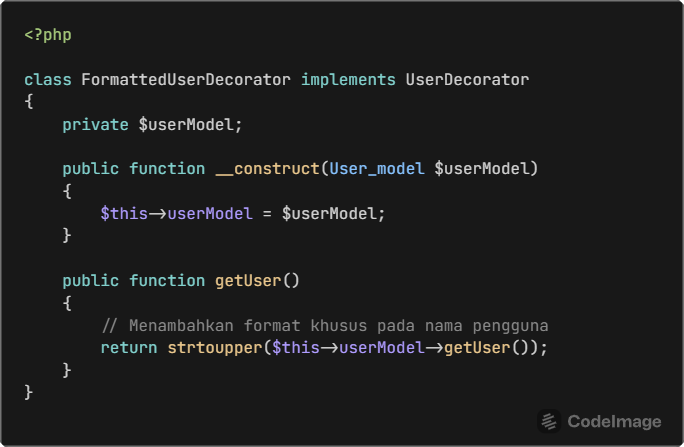 <?php
class FormattedUserDecorator implements UserDecorator
{
    private $userModel;
    public function __construct(User_model $userModel)
    {
        $this->userModel = $userModel;
    }
    public function getUser()
    {
        // Menambahkan format khusus pada nama pengguna
        return strtoupper($this->userModel->getUser());
    }
}
CodeImage